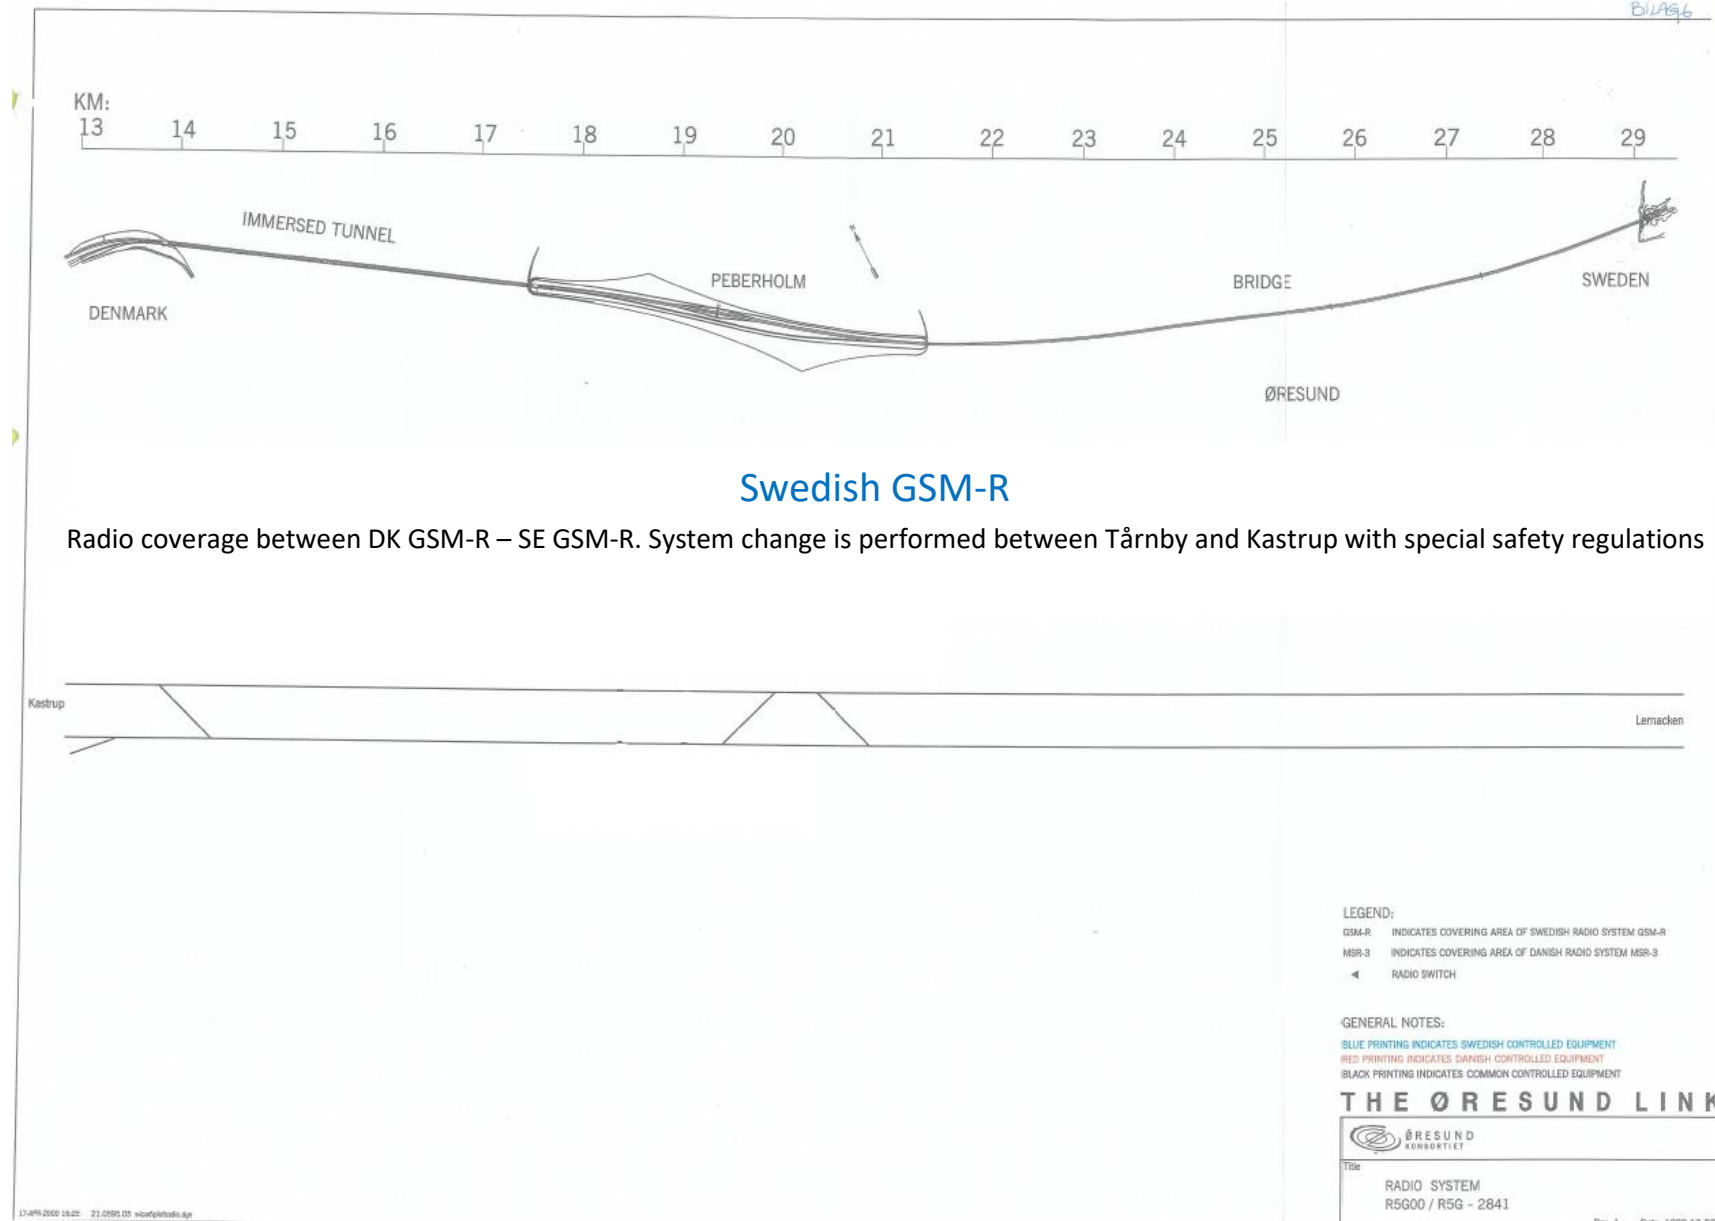 BILAG 6
KM:
13 14 15 16 17 18 19 20 21 22 23 24 25 26 27 28 29
IMMERSED TUNNEL
PEBERHOLM
BRIDGE
SWEDEN
DENMARK
ØRESUND
Swedish GSM-R
Radio coverage between DK GSM-R – SE GSM-R. System change is performed between Tårnby and Kastrup with special safety regulations
Kastrup
Lernacken
LEGEND:
GSM-R INDICATES COVERING AREA OF SWEDISH RADIO SYSTEM GSM-R
MSR-3 INDICATES COVERING AREA OF DANISH RADIO SYSTEM MSR-3
RADIO SWITCH
GENERAL NOTES:
BLUE PRINTING INDICATES SWEDISH CONTROLLED EQUIPMENT
RED PRINTING INDICATES DANISH CONTROLLED EQUIPMENT
BLACK PRINTING INDICATES COMMON CONTROLLED EQUIPMENT
THE ØRESUND LINK
ØRESUND
KONSORTIET
Title
RADIO SYSTEM
R5G00 / R5G - 2841
17-APR-2000 16:25